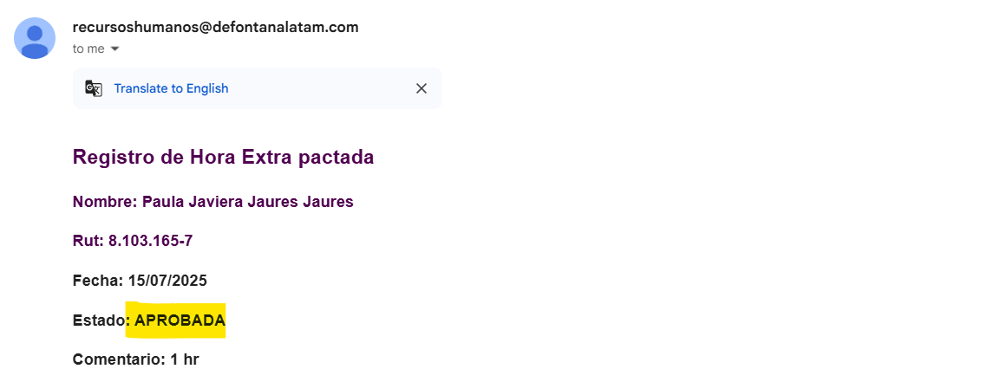 recursoshumanos@defontanalatam.com
to me
Translate to English
Registro de Hora Extra pactada
Nombre: Paula Javiera Jaures Jaures
Rut: 8.103.165-7
Fecha: 15/07/2025
Estado: APROBADA
Comentario: 1 hr